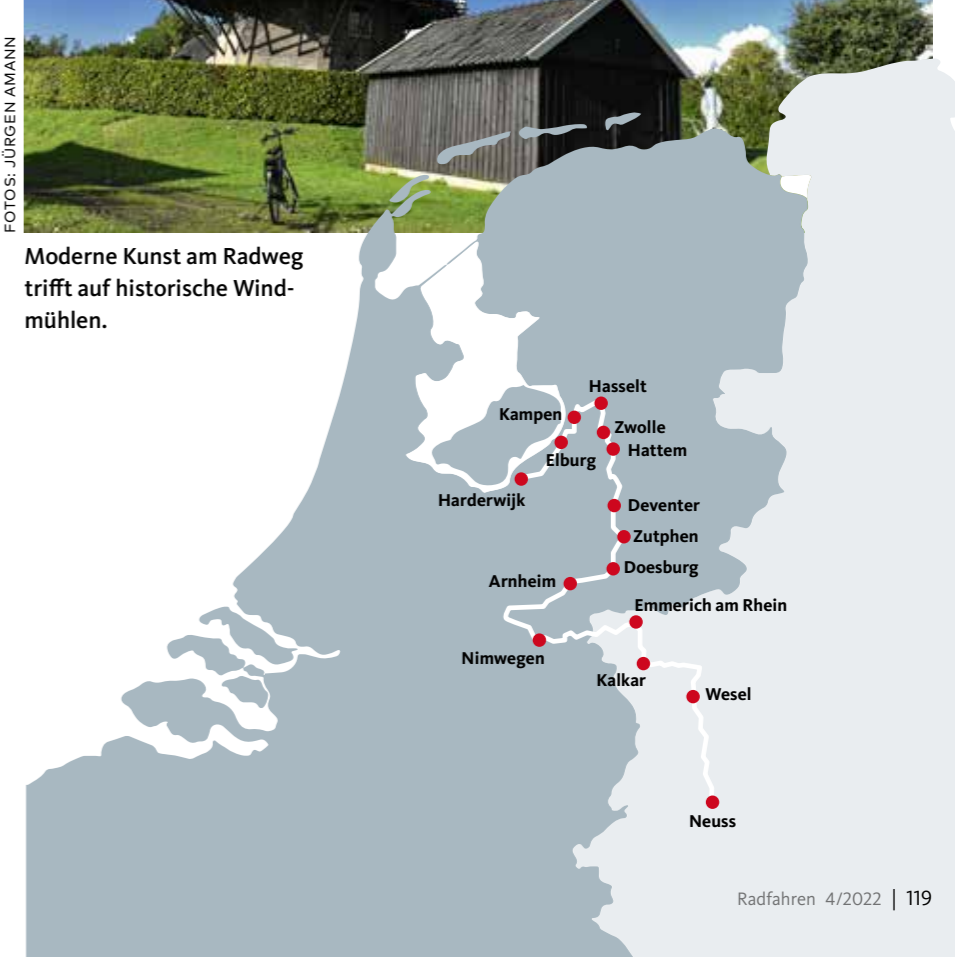 FOTOS: JÜRGEN AMANN
Moderne Kunst am Radweg
trifft auf historische Wind-
mühlen.
Hasselt
Kampen
Zwolle
Hattem
Elburg
Harderwijk
Deventer
Zutphen
Doesburg
Arnheim
Emmerich am Rhein
Nimwegen
Kalkar
Wesel
Neuss
Radfahren 4/2022 | 119